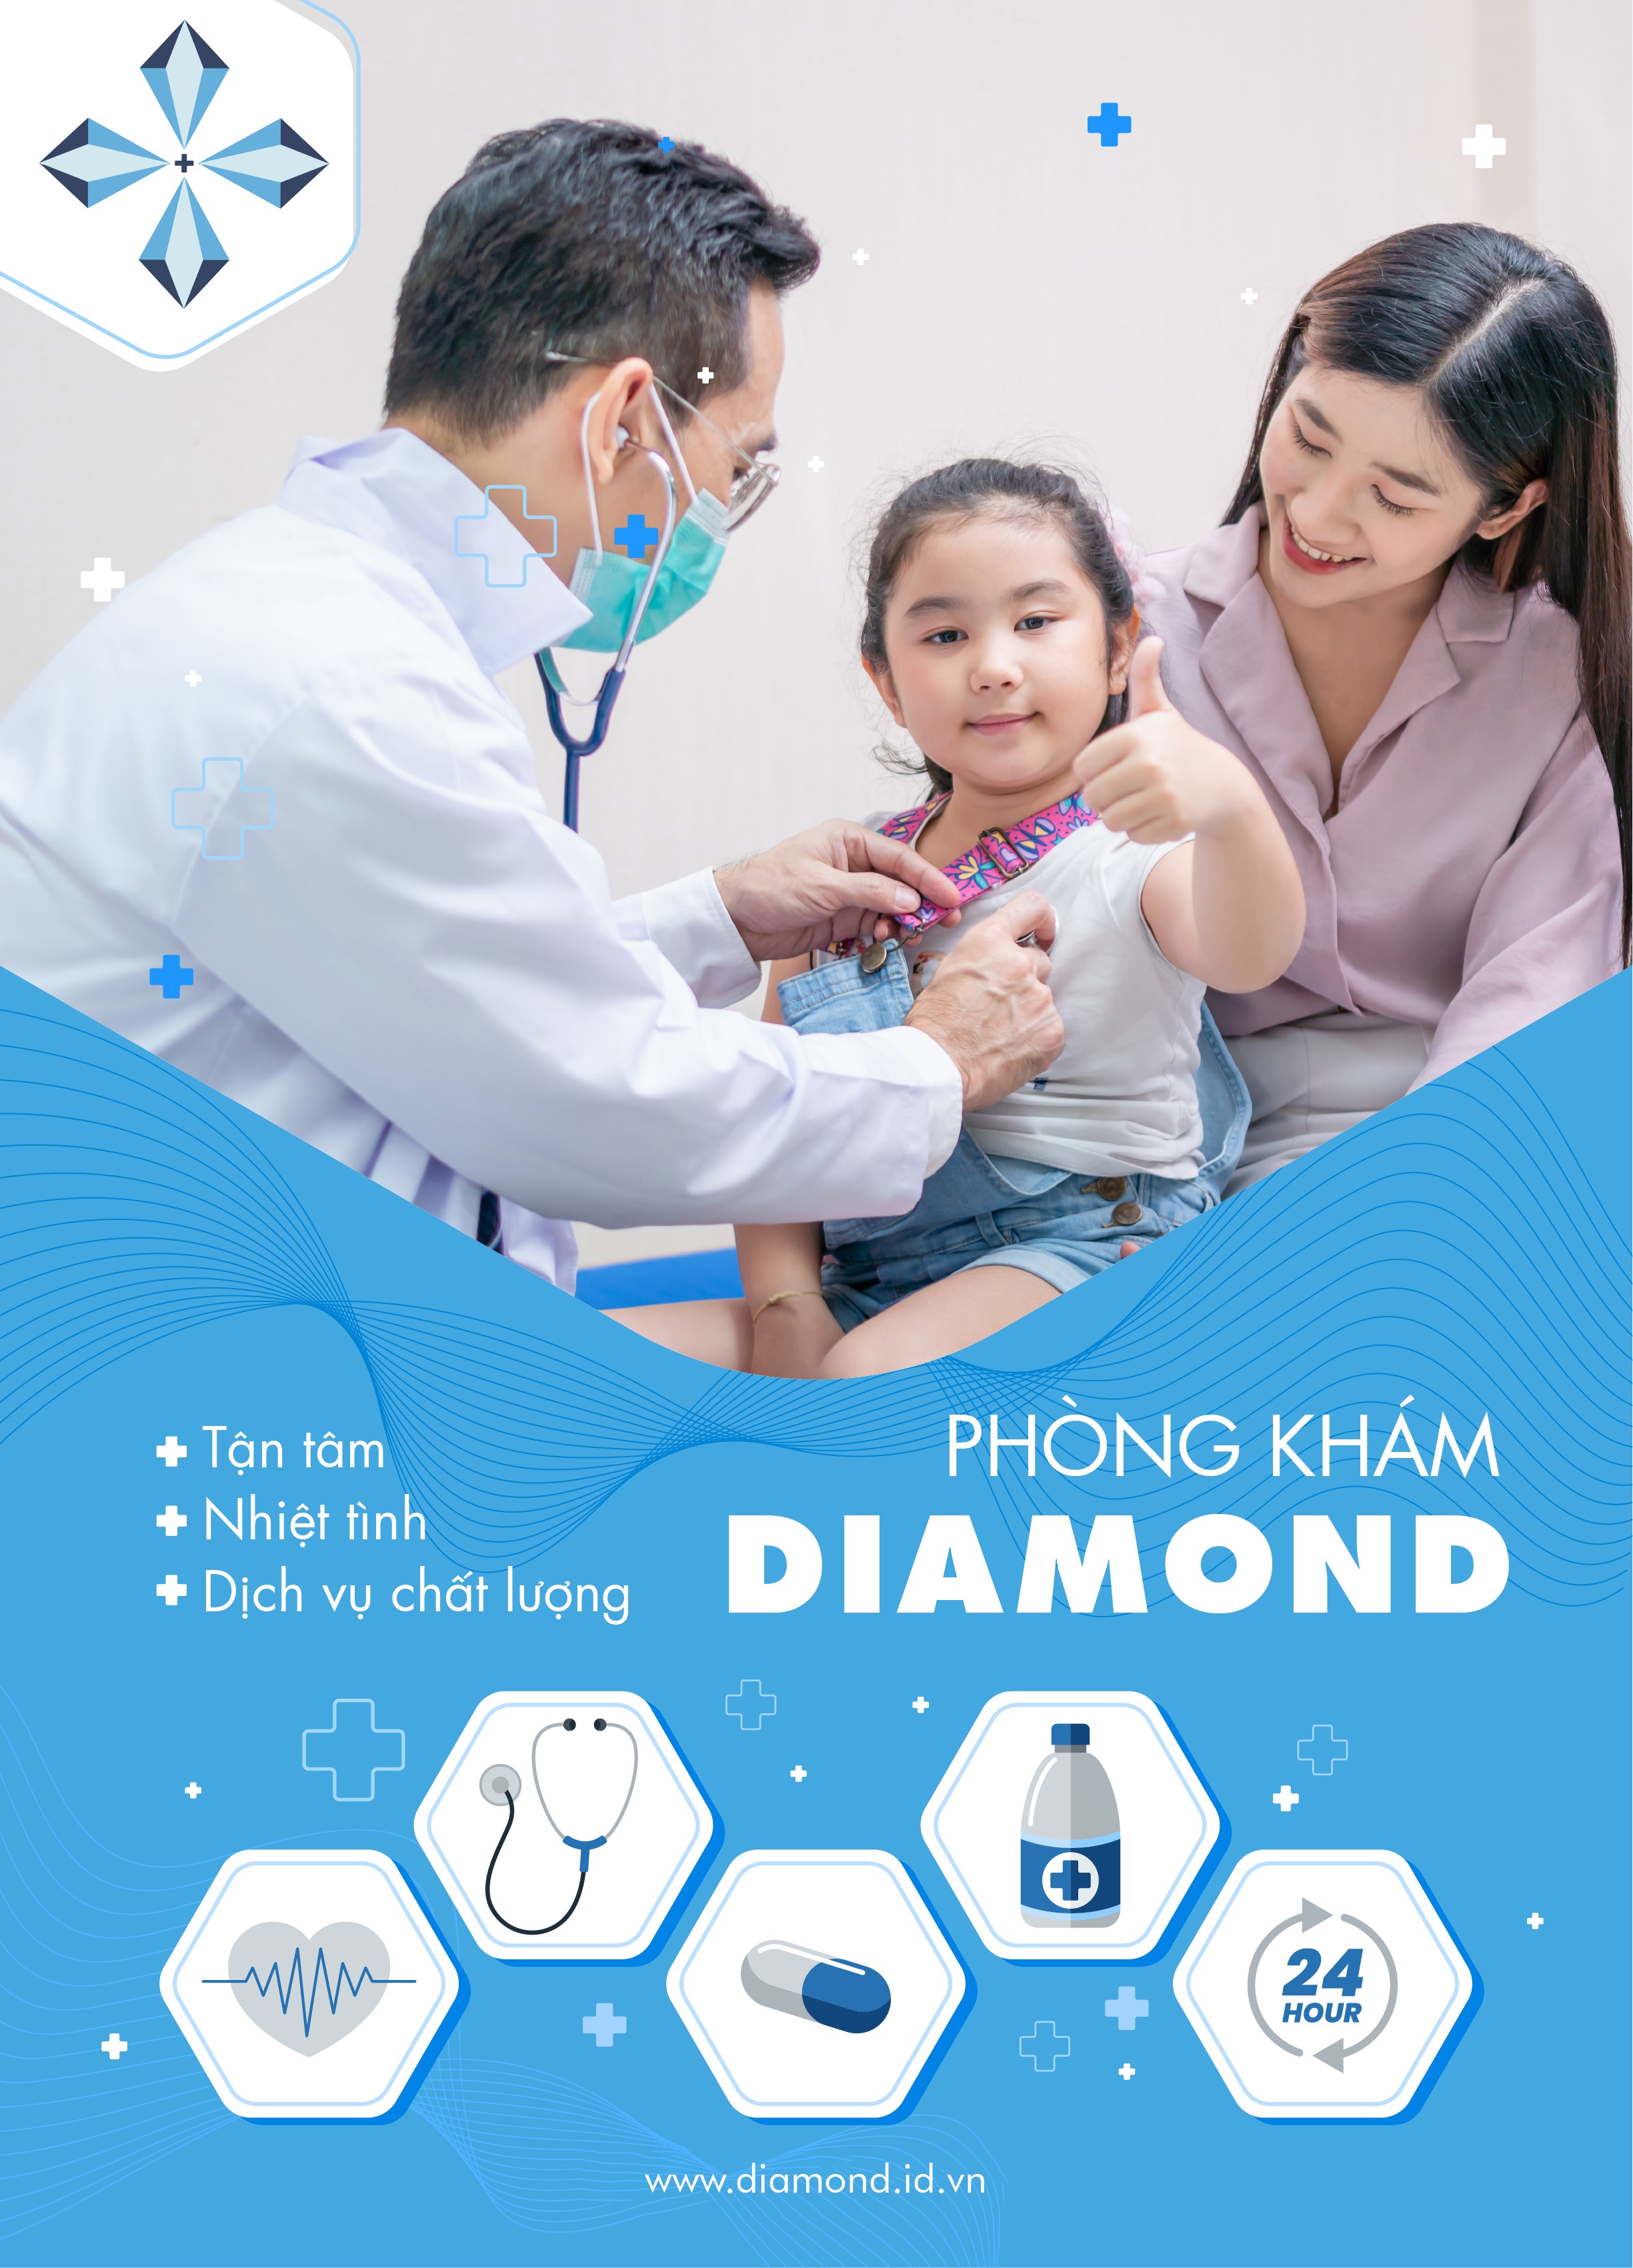 Tận tâm
Nhiệt tình
Dịch vụ chất lượng
PHÒNG KHÁM
DIAMOND
24
HOUR
www.diamond.id.vn